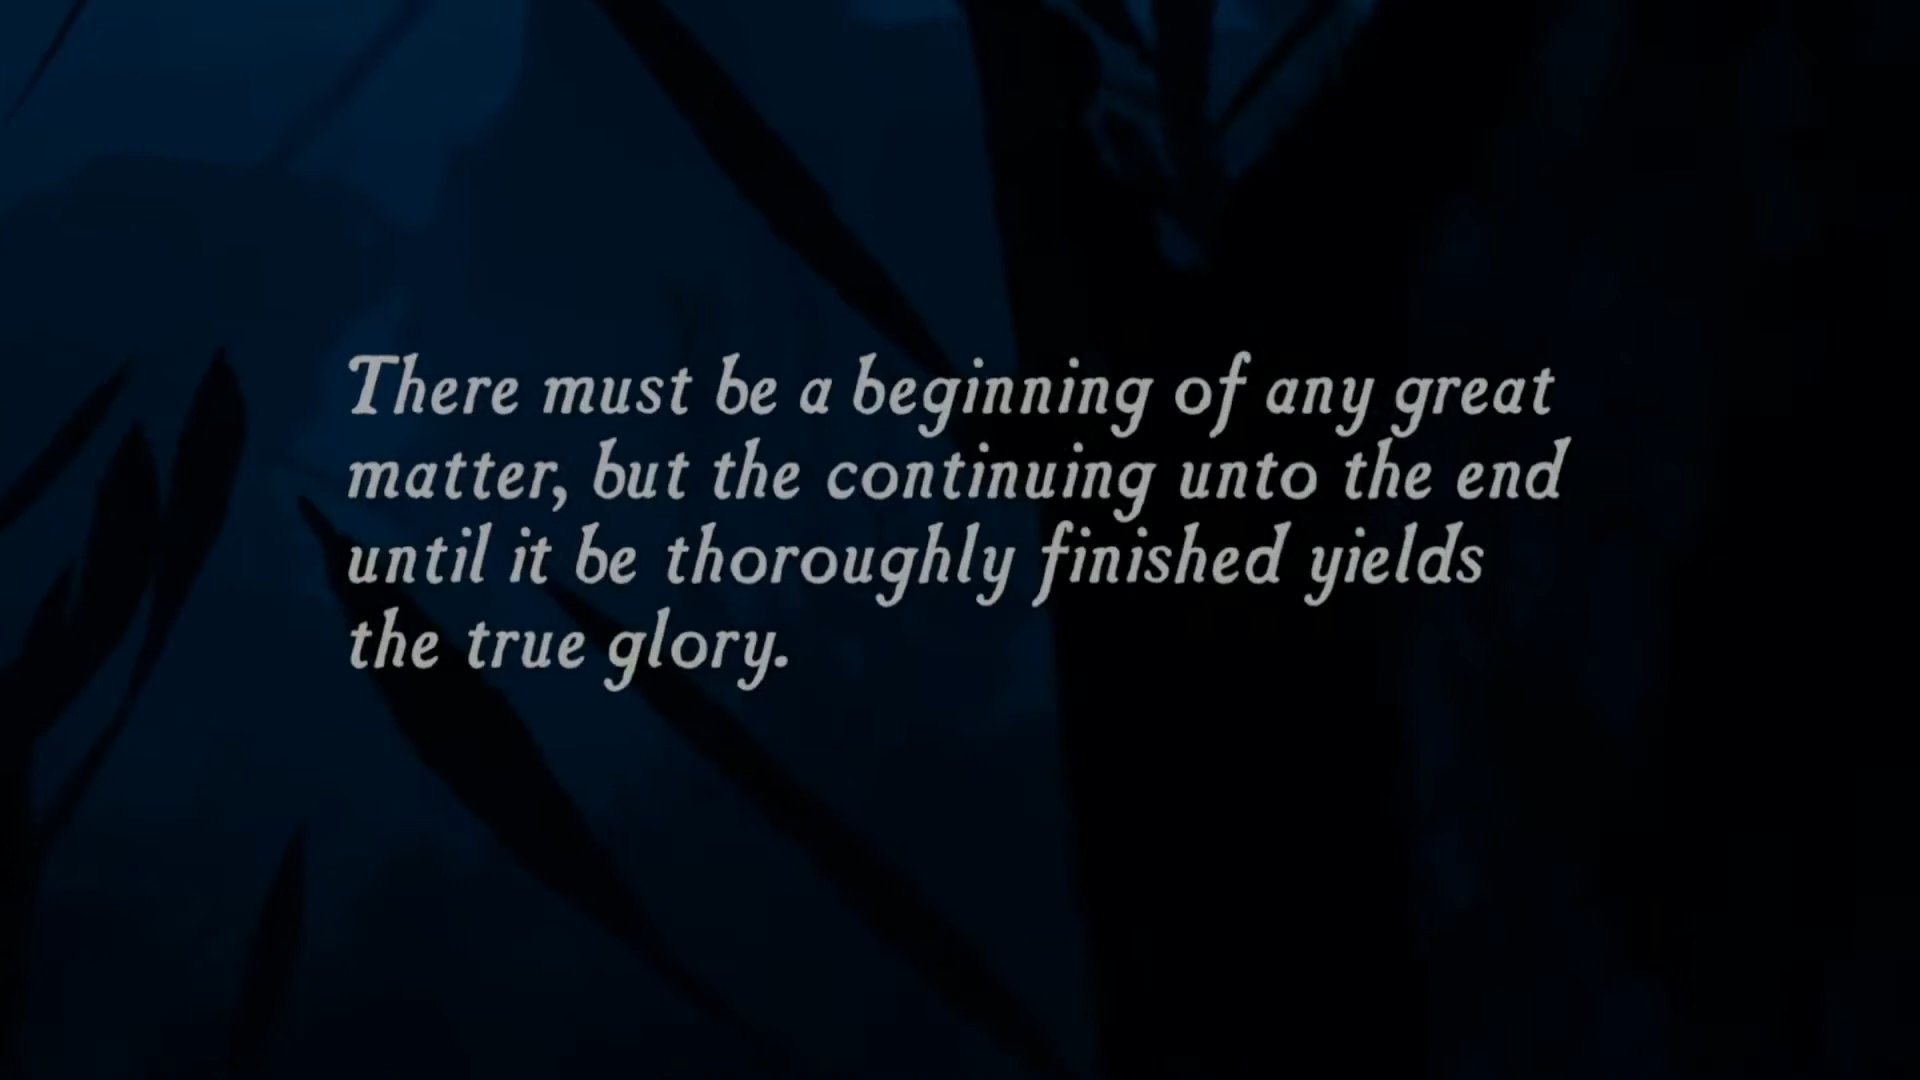 There must be a beginning of any great
matter, but the continuing unto the end
until it be thoroughly finished yields
the true glory.